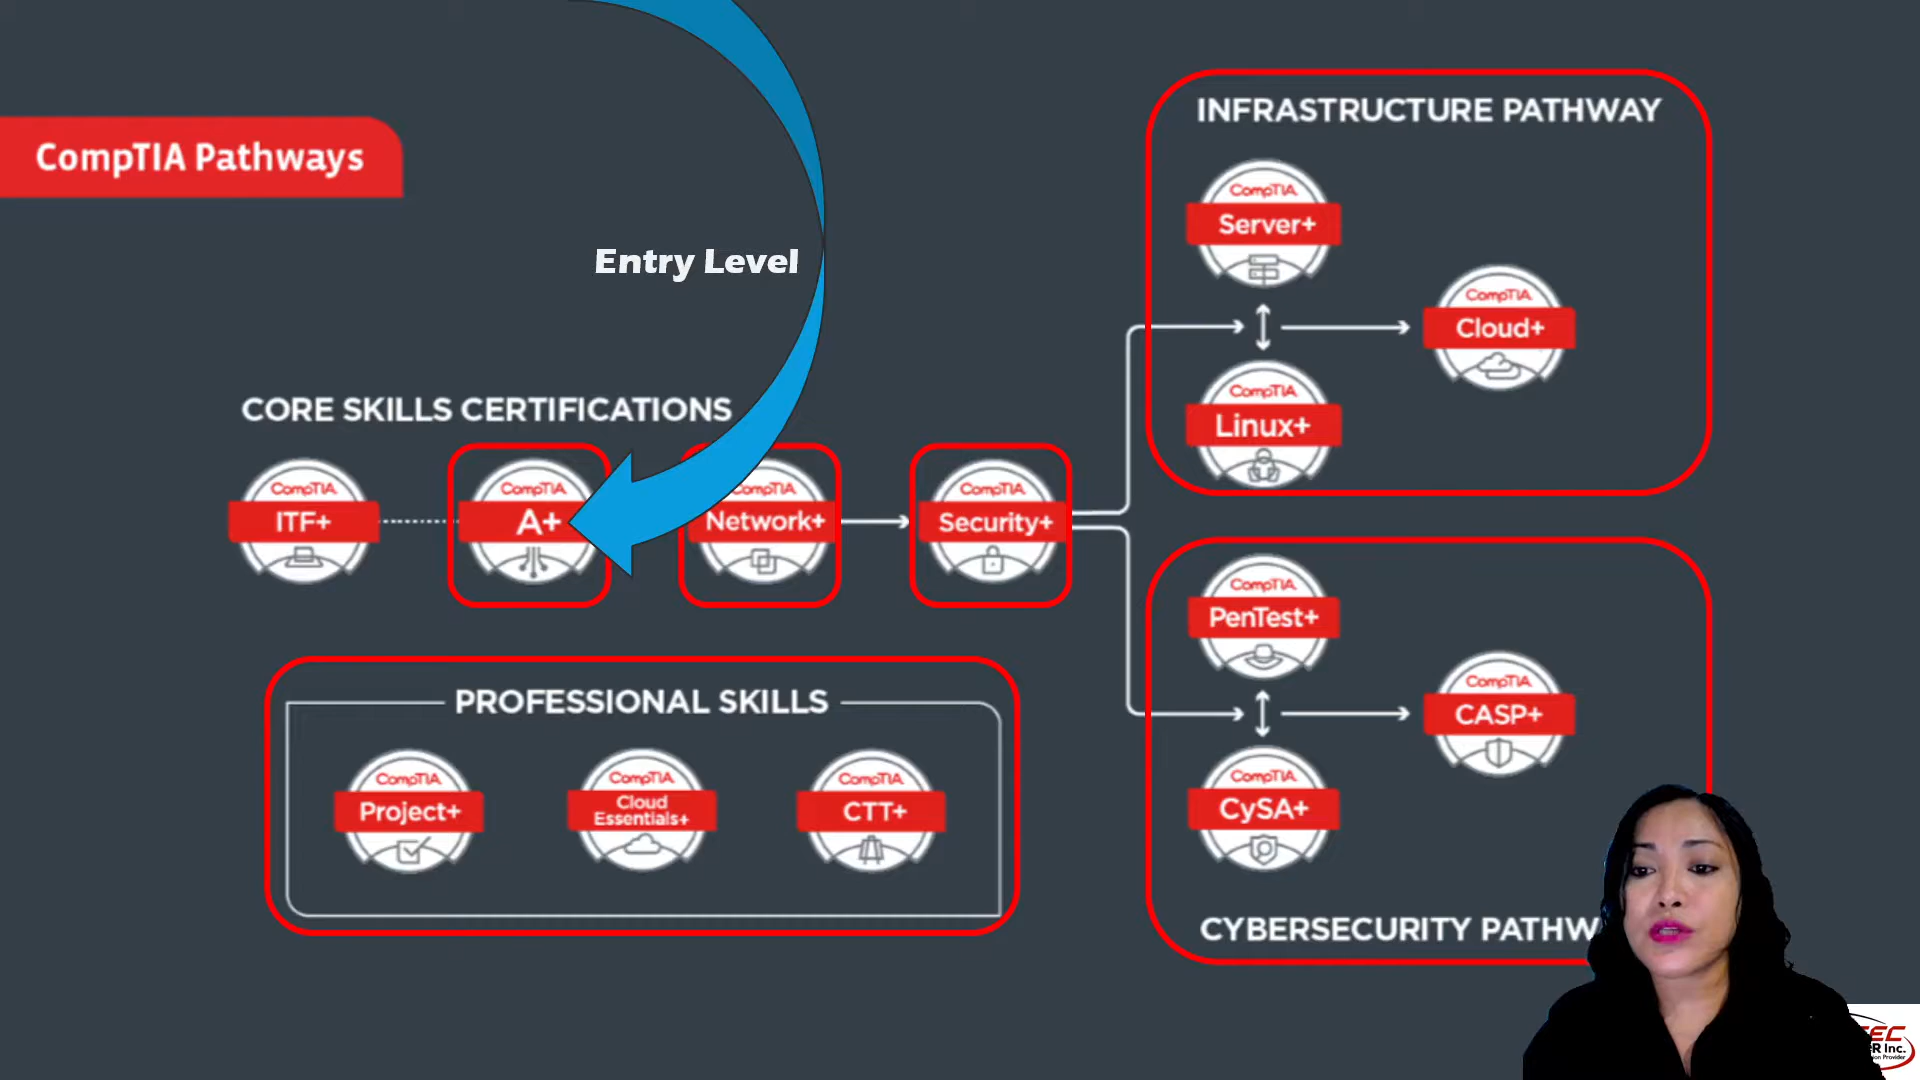 CompTIA Pathways
Entry Level
CORE SKILLS CERTIFICATIONS
CompTIA
ITF+
CompTIA
A+
CompTIA
Network+
CompTIA
Security+
INFRASTRUCTURE PATHWAY
CompTIA
Server+
CompTIA
Linux+
CompTIA
Cloud+
PROFESSIONAL SKILLS
CompTIA
Project+
CompTIA
Cloud
Essentials+
CompTIA
CTT+
CompTIA
PenTest+
CompTIA
CySA+
CompTIA
CASP+
CYBERSECURITY PATHW
EC
R Inc.